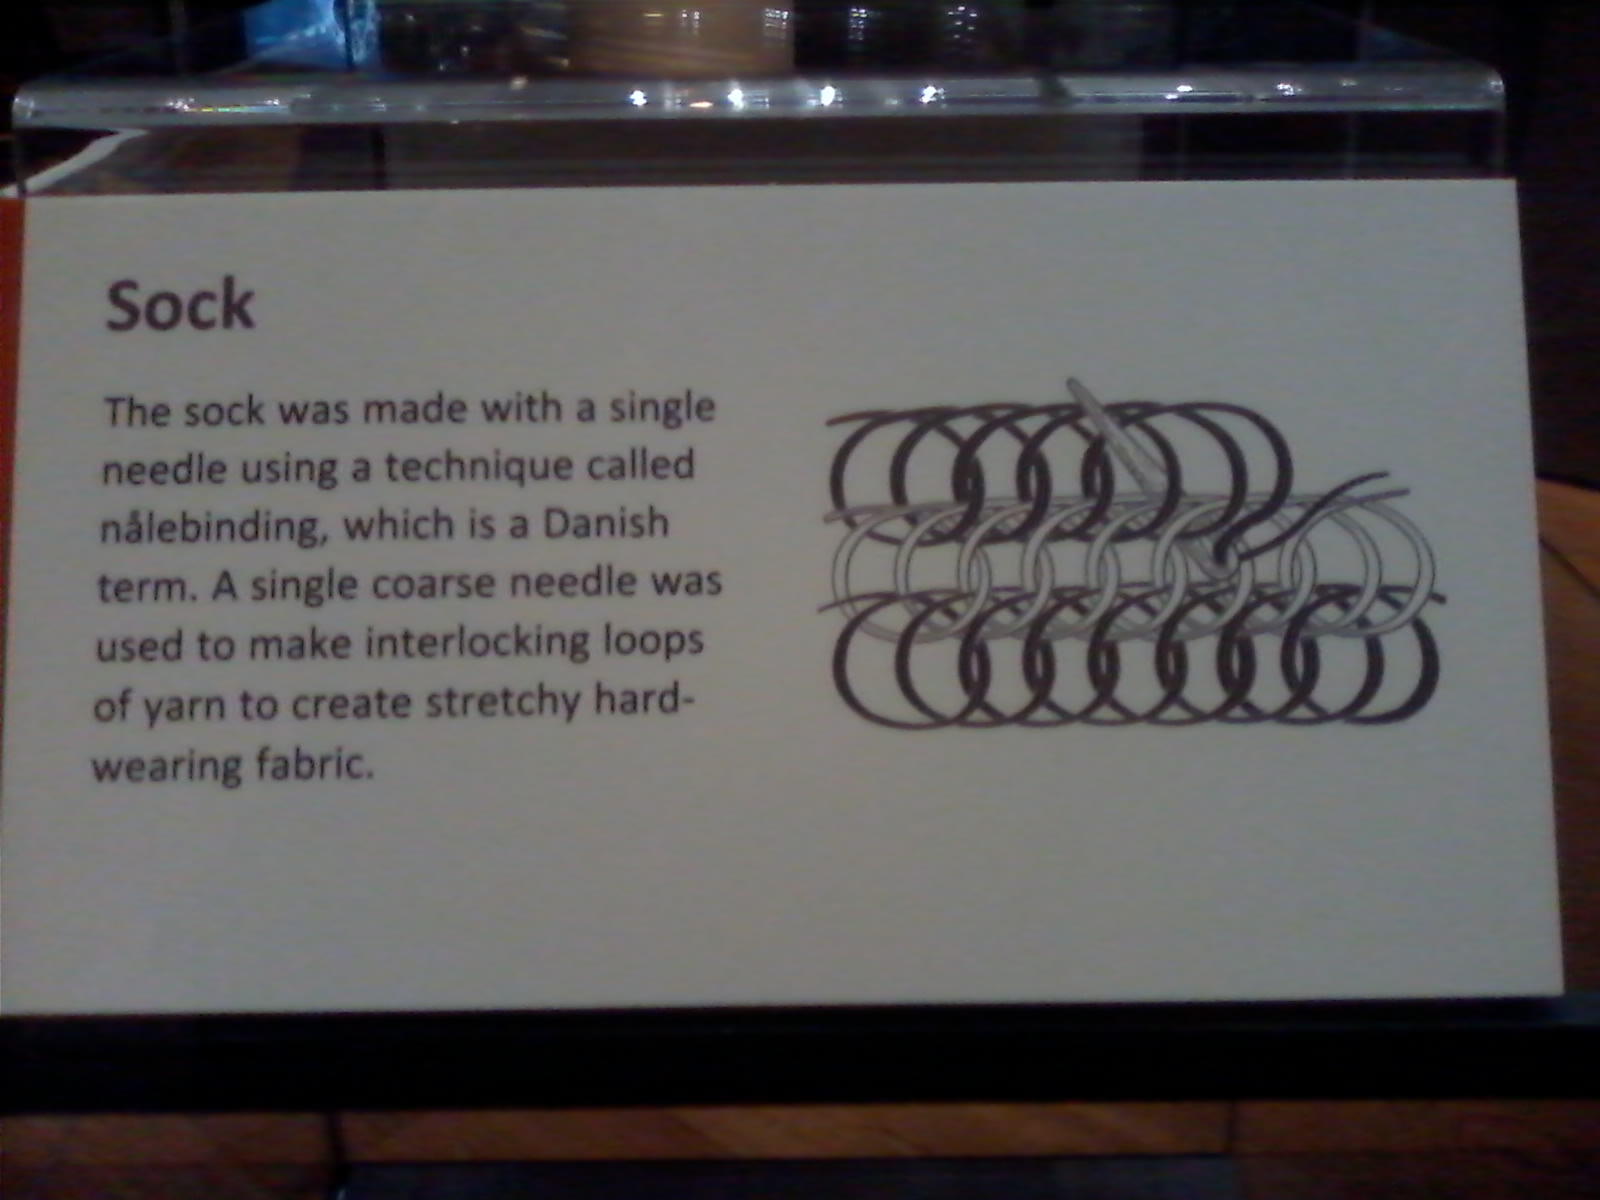 Sock
The sock was made with a single
needle using a technique called
nålebinding, which is a Danish
term. A single coarse needle was
used to make interlocking loops
of yarn to create stretchy hard-
wearing fabric.